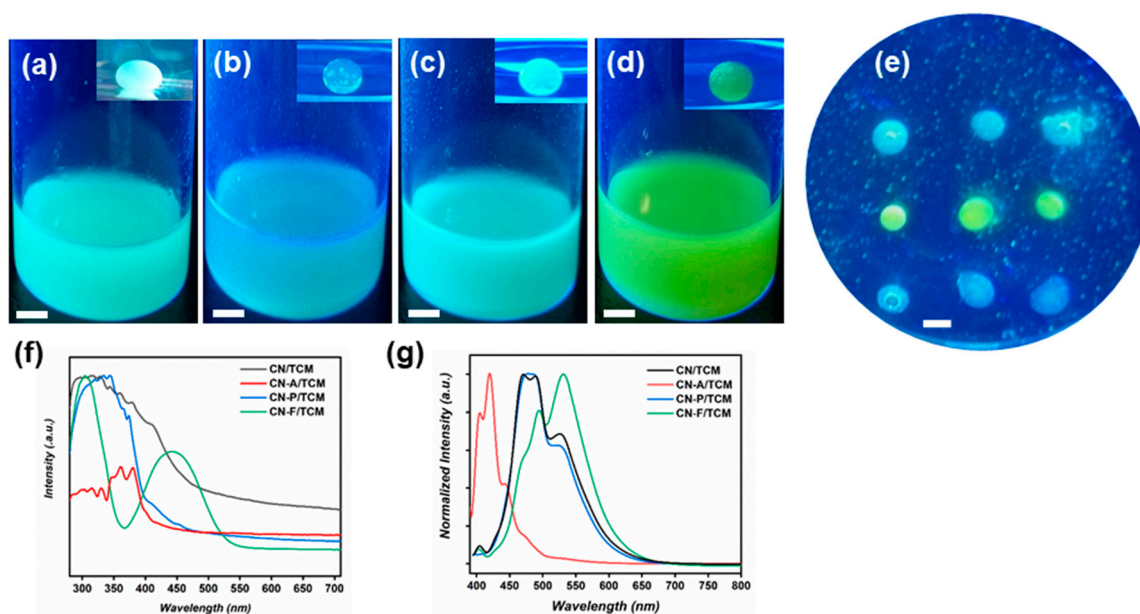 (a)
(b)
(c)
(d)
(e)
(f)
Intensity (.a.u.)
CN/TCM
CN-A/TCM
CN-P/TCM
CN-F/TCM
300 350 400 450 500 550 600 650 700
Wavelength (nm)
(g)
Normalized Intensity (a.u.)
CN/TCM
CN-A/TCM
CN-P/TCM
CN-F/TCM
400 450 500 550 600 650 700 750 800
Wavelength (nm)